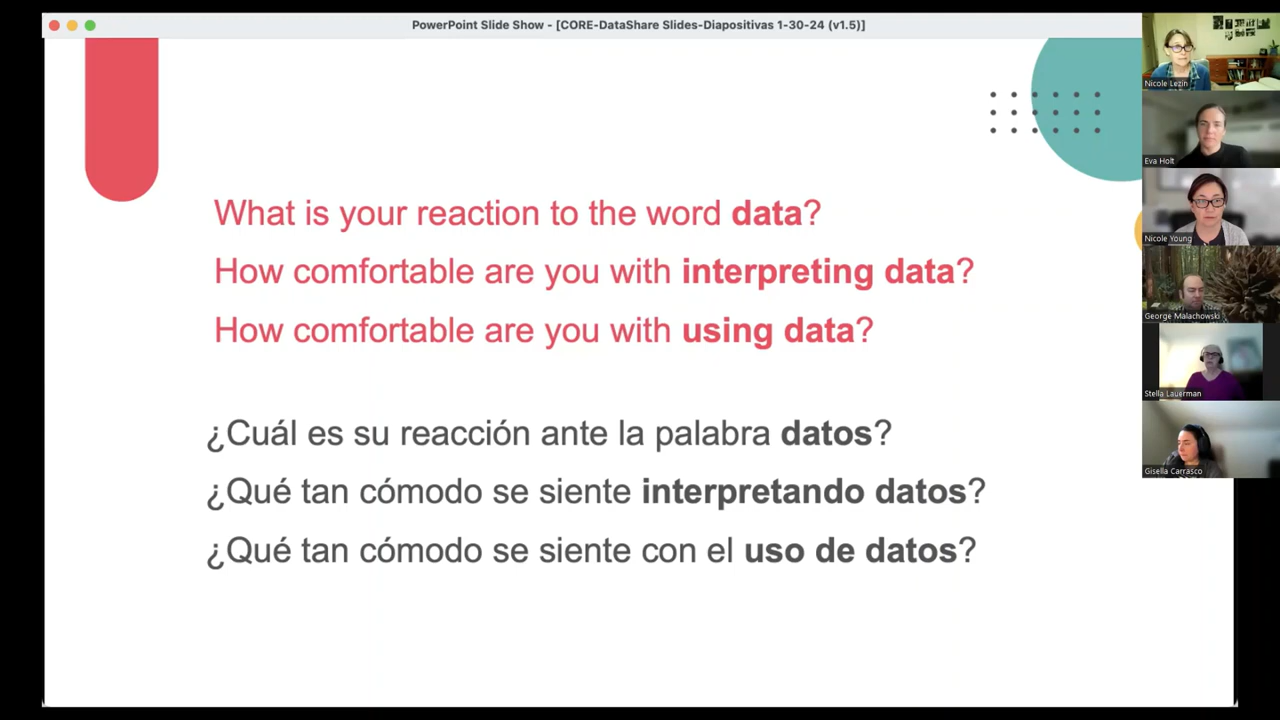 PowerPoint Slide Show - [CORE-DataShare Slides-Diapositivas 1-30-24 (v1.5)]
What is your reaction to the word data?
How comfortable are you with interpreting data?
How comfortable are you with using data?
¿Cuál es su reacción ante la palabra datos?
¿Qué tan cómodo se siente interpretando datos?
¿Qué tan cómodo se siente con el uso de datos?
Nicole Lezin
Eva Holt
Nicole Young
George Malachowski
Stella Lauerman
Gisella Carrasco